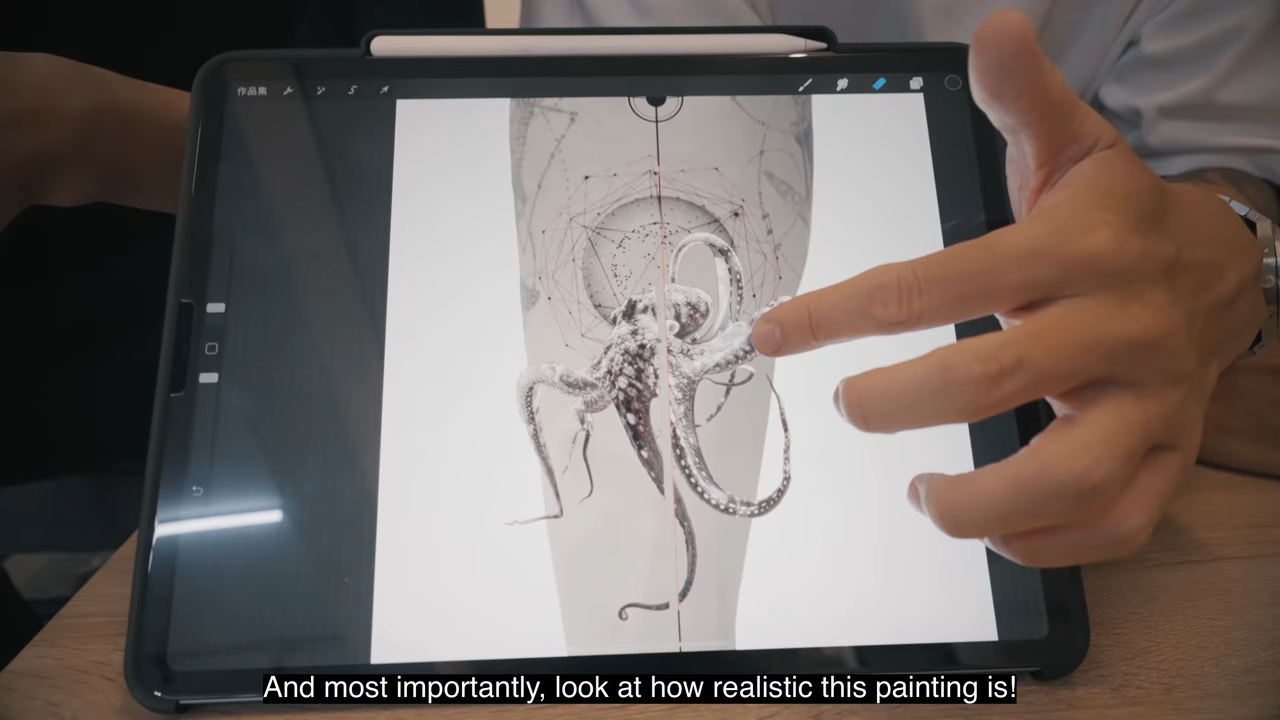 作品集
And most importantly, look at how realistic this painting is!